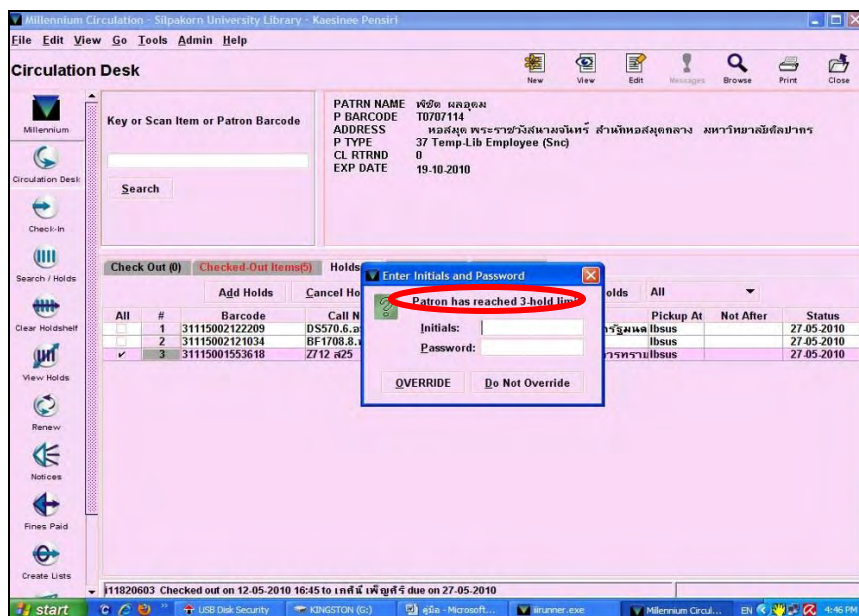 Millennium Circulation - Silpakorn University Library - Kaesinee Pensiri
File Edit View Go Tools Admin Help
Circulation Desk
New View Edit Messages Browse Print Close
Millennium
Circulation Desk
Check-In
Search / Holds
Clear Holdshelf
View Holds
Renew
Notices
Fines Paid
Create Lists
Key or Scan Item or Patron Barcode
Search
PATRN NAME พิชิต ผลอุดม
P BARCODE T0707114
ADDRESS หอสมุด พระราชวังสนามจันทร์ สำนักหอสมุดกลาง มหาวิทยาลัยศิลปากร
P TYPE 37 Temp-Lib Employee (Snc)
CL RTRND 0
EXP DATE 19-10-2010
Check Out (0) Checked-Out Items(5) Holds
Add Holds Cancel Ho olds All
All # Barcode Call N Pickup At Not After Status
1 31115002122209 DS570.6. lbsus 27-05-2010
2 31115002121034 BF1708.8. lbsus 27-05-2010
3 31115001553618 Z712 ส25 lbsus 27-05-2010
Enter Initials and Password
Patron has reached 3-hold limit
Initials:
Password:
OVERRIDE Do Not Override
i11820603 Checked out on 12-05-2010 16:45 to เกศินี เพ็ญศิริ due on 27-05-2010
start USB Disk Security KINGSTON (G:) คู่มือ - Microsoft... iirunner.exe Millennium Circul... EN 4:46 PM